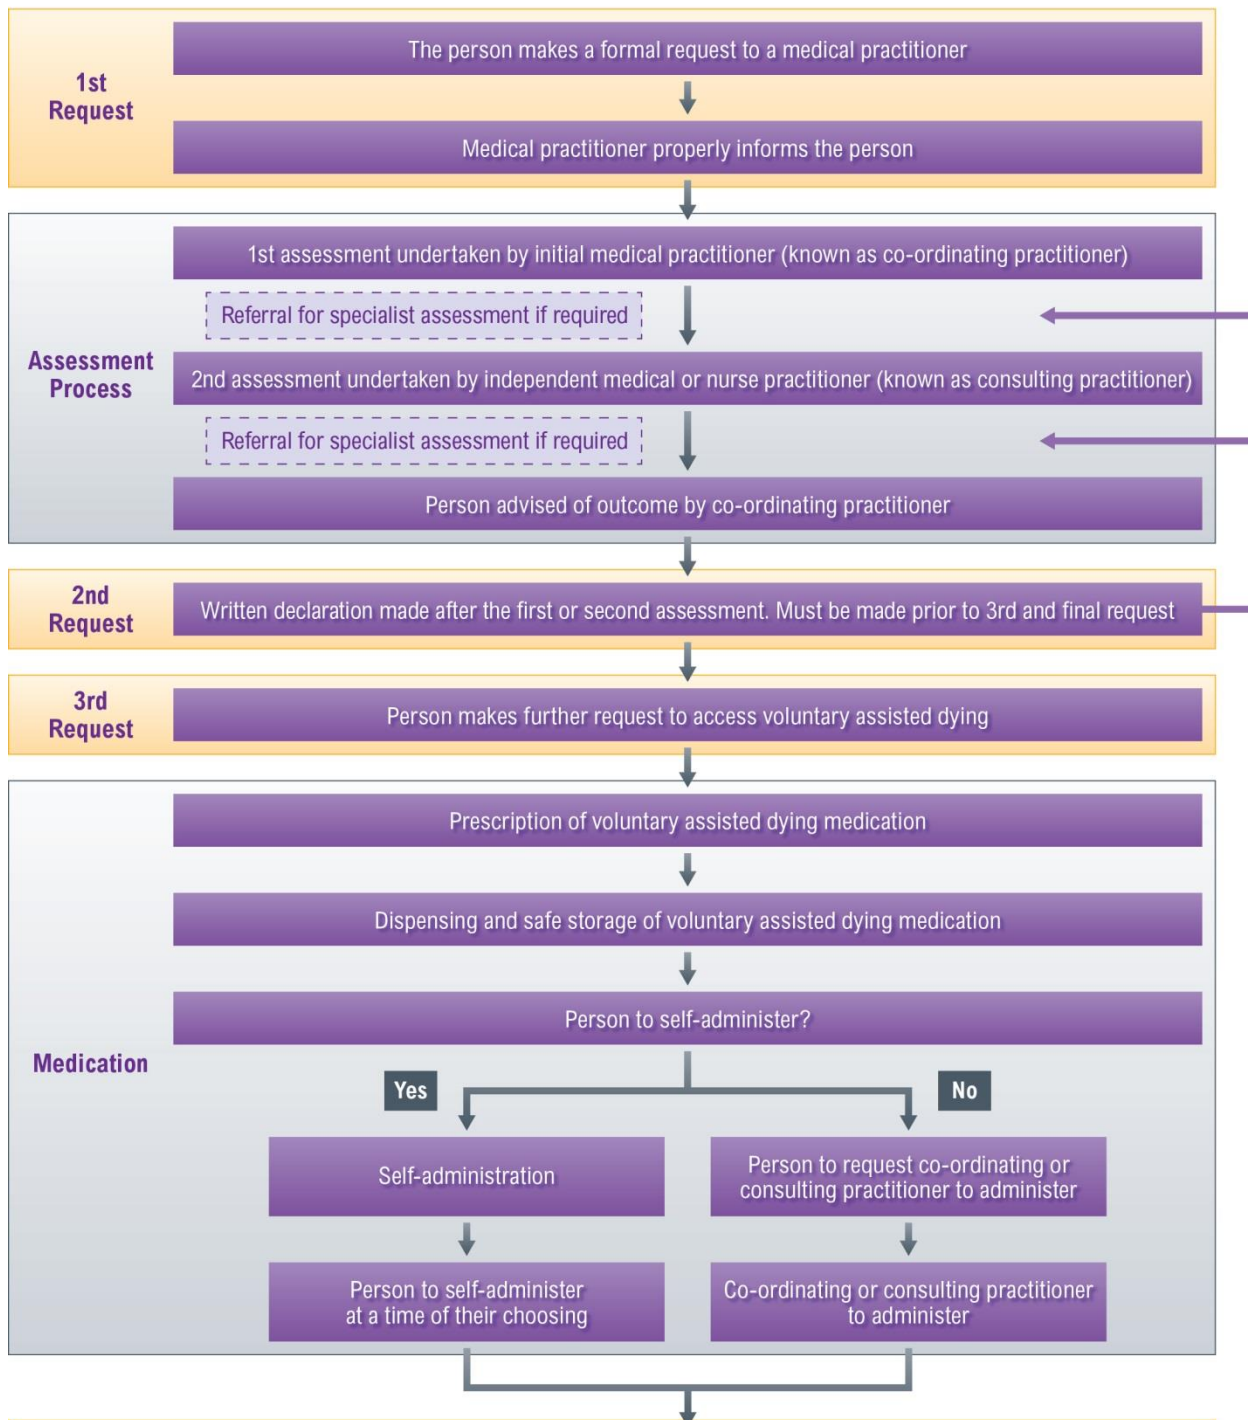 1st
Request
The person makes a formal request to a medical practitioner
Medical practitioner properly informs the person
Assessment
Process
1st assessment undertaken by initial medical practitioner (known as co-ordinating practitioner)
Referral for specialist assessment if required
2nd assessment undertaken by independent medical or nurse practitioner (known as consulting practitioner)
Referral for specialist assessment if required
Person advised of outcome by co-ordinating practitioner
2nd
Request
Written declaration made after the first or second assessment. Must be made prior to 3rd and final request
3rd
Request
Person makes further request to access voluntary assisted dying
Medication
Prescription of voluntary assisted dying medication
Dispensing and safe storage of voluntary assisted dying medication
Person to self-administer?
Yes
No
Self-administration
Person to request co-ordinating or
consulting practitioner to administer
Person to self-administer
at a time of their choosing
Co-ordinating or consulting practitioner
to administer